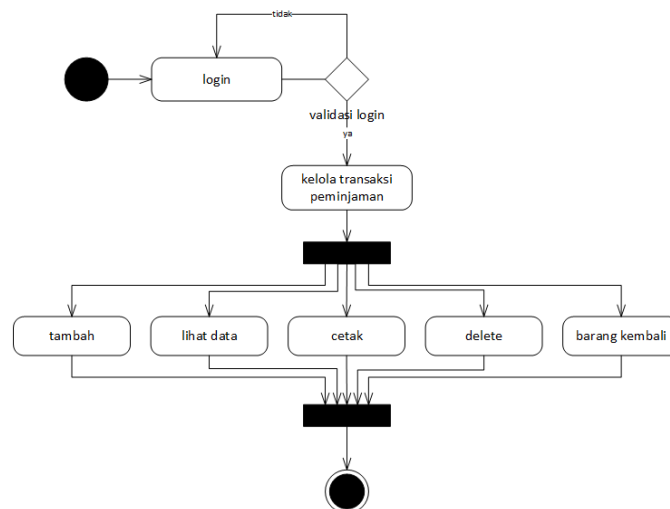 tidak
login
validasi login
ya
kelola transaksi
peminjaman
tambah
lihat data
cetak
delete
barang kembali